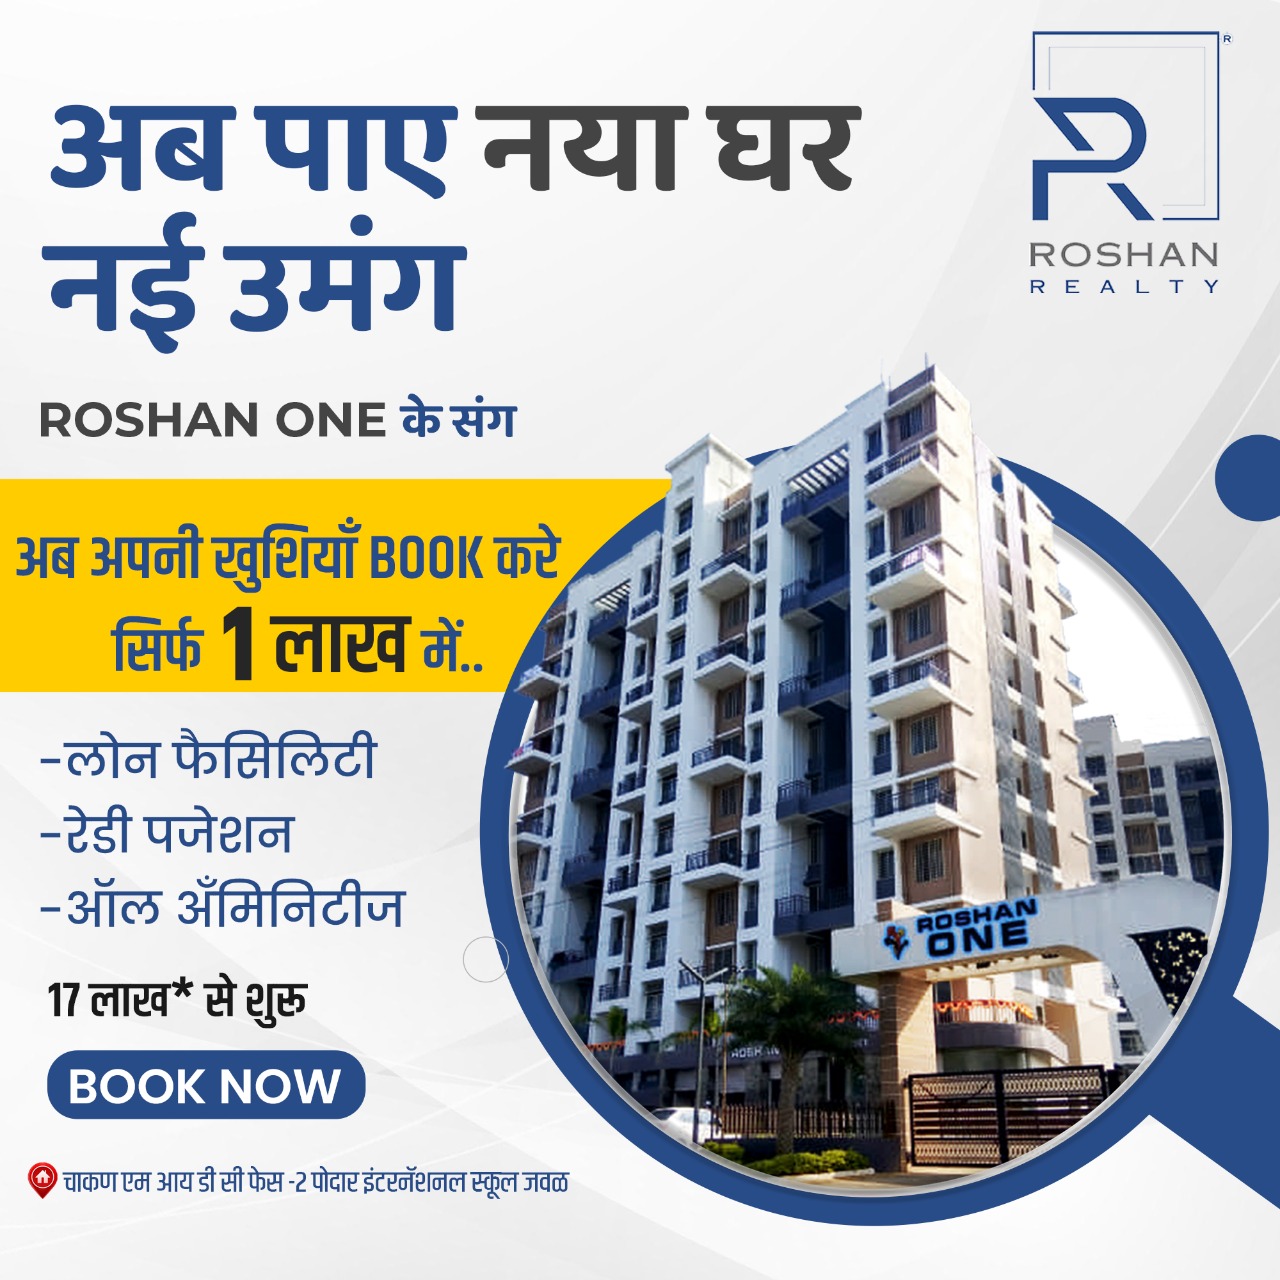 अब पाए नया घर
नई उमंग
ROSHAN ONE के संग
R
ROSHAN
REALTY
अब अपनी खुशियाँ BOOK करे
सिर्फ 1 लाख में..
-लोन फैसिलिटी
-रेडी पजेशन
-ऑल अँमिनिटीज
17 लाख* से शुरू
BOOK NOW
चाकण एम आय डी सी फेस -2 पोदार इंटरनॅशनल स्कूल जवळ
ROSHAN
ONE